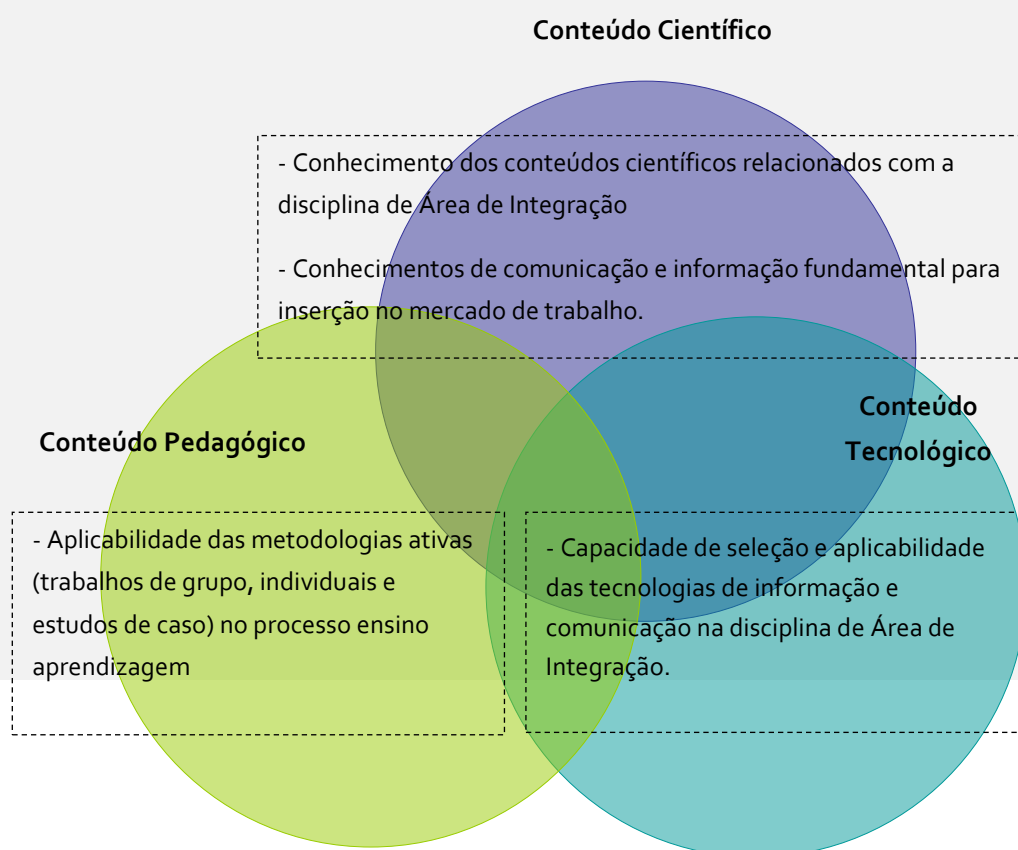 Conteúdo Científico
- Conhecimento dos conteúdos científicos relacionados com a
disciplina de Área de Integração
- Conhecimentos de comunicação e informação fundamental para
inserção no mercado de trabalho.
Conteúdo Pedagógico
- Aplicabilidade das metodologias ativas
(trabalhos de grupo, individuais e
estudos de caso) no processo ensino
aprendizagem
Conteúdo
Tecnológico
- Capacidade de seleção e aplicabilidade
das tecnologias de informação e
comunicação na disciplina de Área de
Integração.